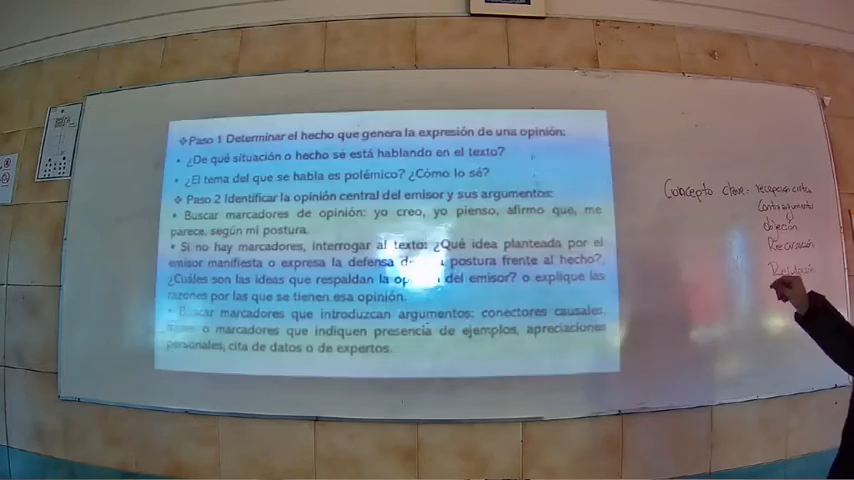 ❖Paso 1 Determinar el hecho que genera la expresión de una opinión:
• ¿De qué situación o hecho se está hablando en el texto?
• ¿El tema del que se habla es polémico? ¿Cómo lo sé?
❖ Paso 2 Identificar la opinión central del emisor y sus argumentos:
• Buscar marcadores de opinión: yo creo, yo pienso, afirmo que, me
parece, según mi postura.
• Si no hay marcadores, interrogar al texto: ¿Qué idea planteada por el
emisor manifiesta o expresa la defensa postura frente al hecho?,
¿Cuáles son las ideas que respaldan la del emisor? o explique las
razones por las que se tienen esa opinión.
• Buscar marcadores que introduzcan argumentos: conectores causales,
o marcadores que indiquen presencia de ejemplos, apreciaciones
personales, cita de datos o de expertos.
Concepto clave: recepción crítica
Contraargumento
objeción
Recusación